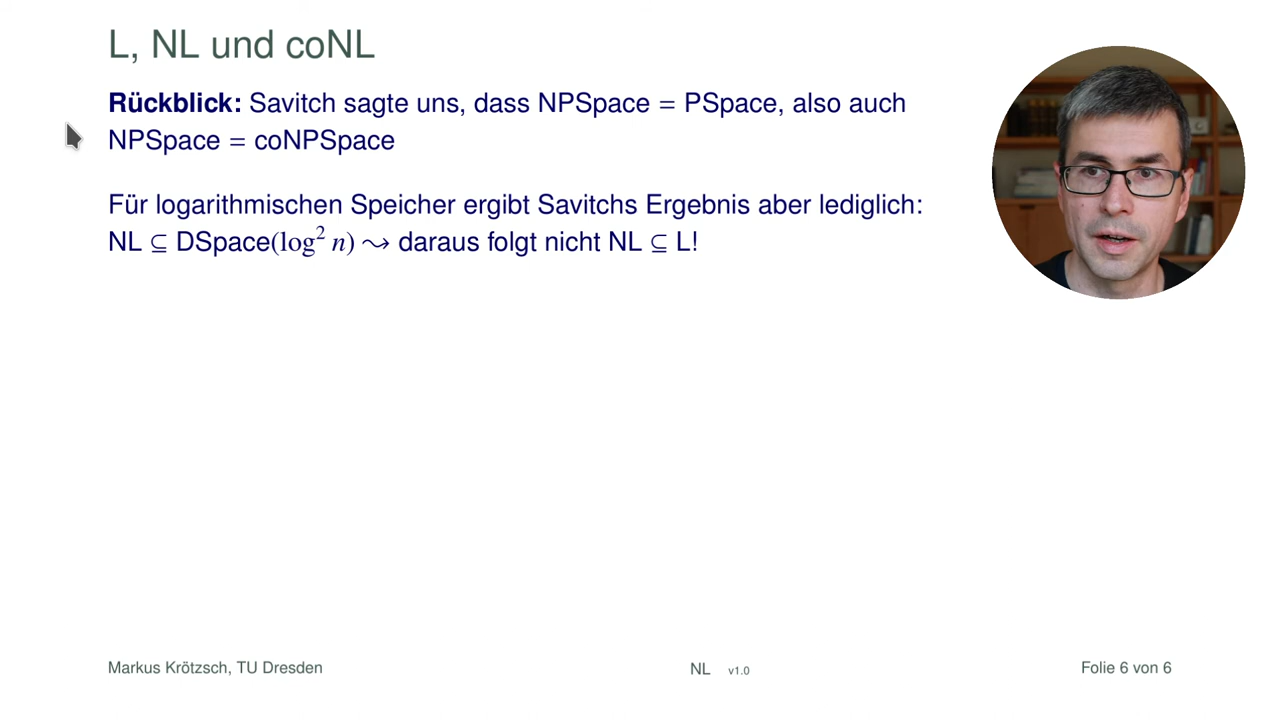 L, NL und coNL
Rückblick: Savitch sagte uns, dass NPSpace = PSpace, also auch
NPSpace = coNPSpace
Für logarithmischen Speicher ergibt Savitchs Ergebnis aber lediglich:
NL ⊆ DSpace(log² n) ⤳ daraus folgt nicht NL ⊆ L!
Markus Krötzsch, TU Dresden
NL v1.0
Folie 6 von 6